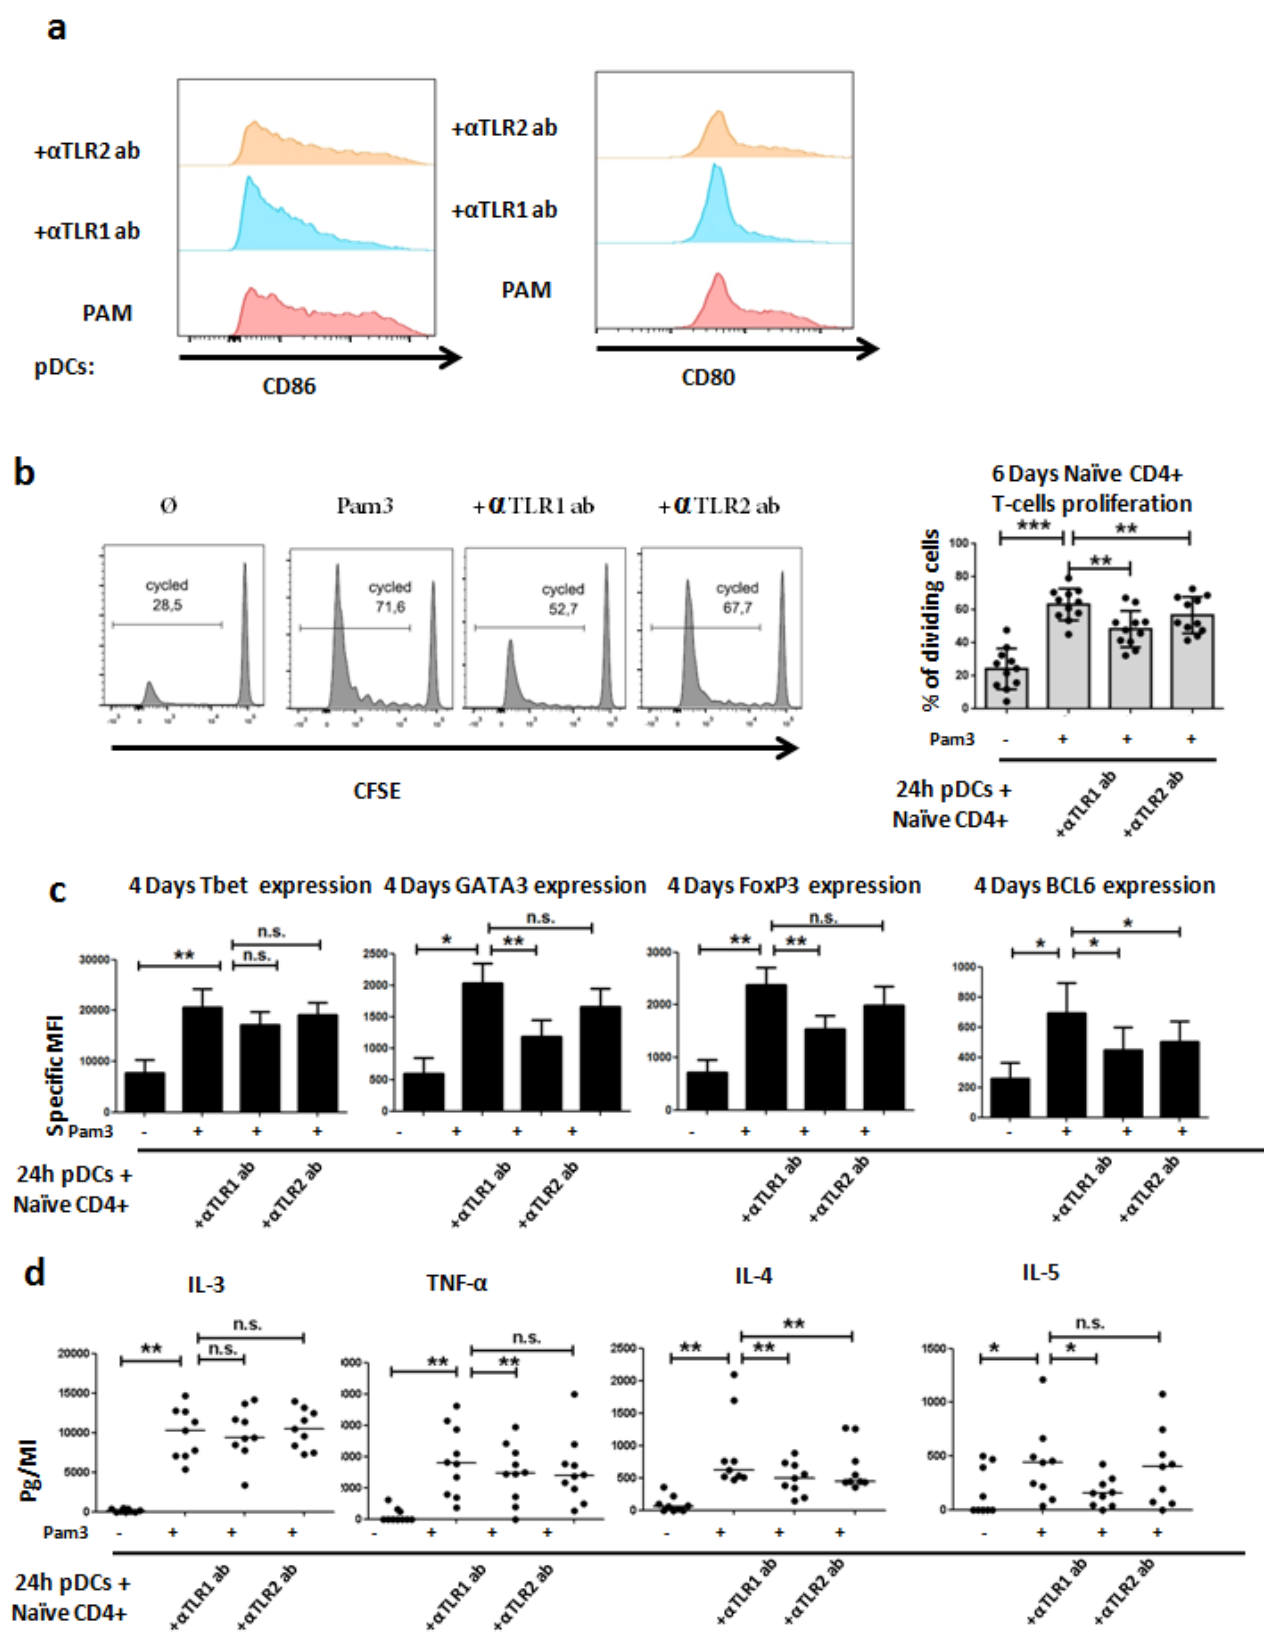 a
+αTLR2 ab
+αTLR1 ab
PAM
pDCs:
CD86
+αTLR2 ab
+αTLR1 ab
PAM
CD80
b
Ø
Pam3
+αTLR1 ab
+αTLR2 ab
cycled
28,5
cycled
71,6
cycled
52,7
cycled
67,7
CFSE
6 Days Naïve CD4+
T-cells proliferation
*** **
**
% of dividing cells
100
80
60
40
20
0
Pam3 - + + +
24h pDCs +
Naïve CD4+
+αTLR1 ab
+αTLR2 ab
c
4 Days Tbet expression
n.s.
** n.s.
30000
20000
10000
0
Specific MFI
4 Days GATA3 expression
n.s.
* **
2500
2000
1500
1000
500
0
4 Days FoxP3 expression
n.s.
** **
3000
2000
1000
0
4 Days BCL6 expression
*
* *
1000
800
600
400
200
0
Pam3 - + + + - + + + - + + + - + + +
24h pDCs +
Naïve CD4+
+αTLR1 ab
+αTLR2 ab
+αTLR1 ab
+αTLR2 ab
+αTLR1 ab
+αTLR2 ab
+αTLR1 ab
+αTLR2 ab
d
IL-3
n.s.
** n.s.
20000
15000
10000
5000
0
Pg/Ml
TNF-α
n.s.
** **
000
000
000
2000
0
IL-4
**
** **
2500
2000
1500
1000
500
0
IL-5
n.s.
* *
1500
1000
500
0
Pam3 - + + + - + + + - + + + - + + +
24h pDCs +
Naïve CD4+
+αTLR1 ab
+αTLR2 ab
+αTLR1 ab
+αTLR2 ab
+αTLR1 ab
+αTLR2 ab
+αTLR1 ab
+αTLR2 ab